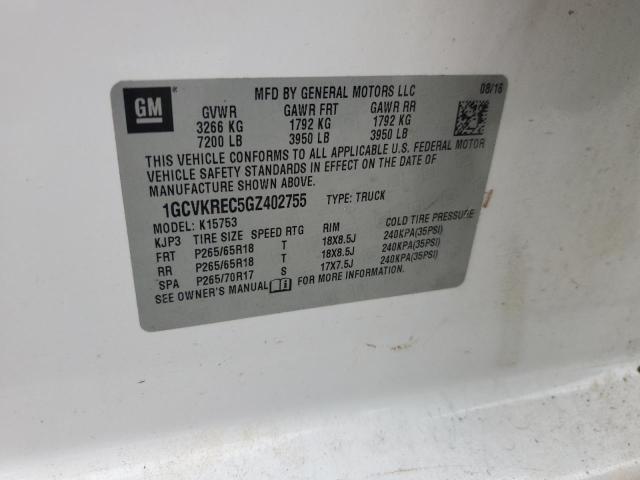 GM
MFD BY GENERAL MOTORS LLC 08/16
GVWR GAWR FRT GAWR RR
3266 KG 1792 KG 1792 KG
7200 LB 3950 LB 3950 LB
THIS VEHICLE CONFORMS TO ALL APPLICABLE U.S. FEDERAL MOTOR
VEHICLE SAFETY STANDARDS IN EFFECT ON THE DATE OF
MANUFACTURE SHOWN ABOVE.
1GCVKREC5GZ402755 TYPE: TRUCK
MODEL: K15753
KJP3 TIRE SIZE SPEED RTG RIM COLD TIRE PRESSURE
FRT P265/65R18 T 18X8.5J 240KPA(35PSI)
RR P265/65R18 T 18X8.5J 240KPA(35PSI)
SPA P265/70R17 S 17X7.5J 240KPA(35PSI)
SEE OWNER'S MANUAL FOR MORE INFORMATION.